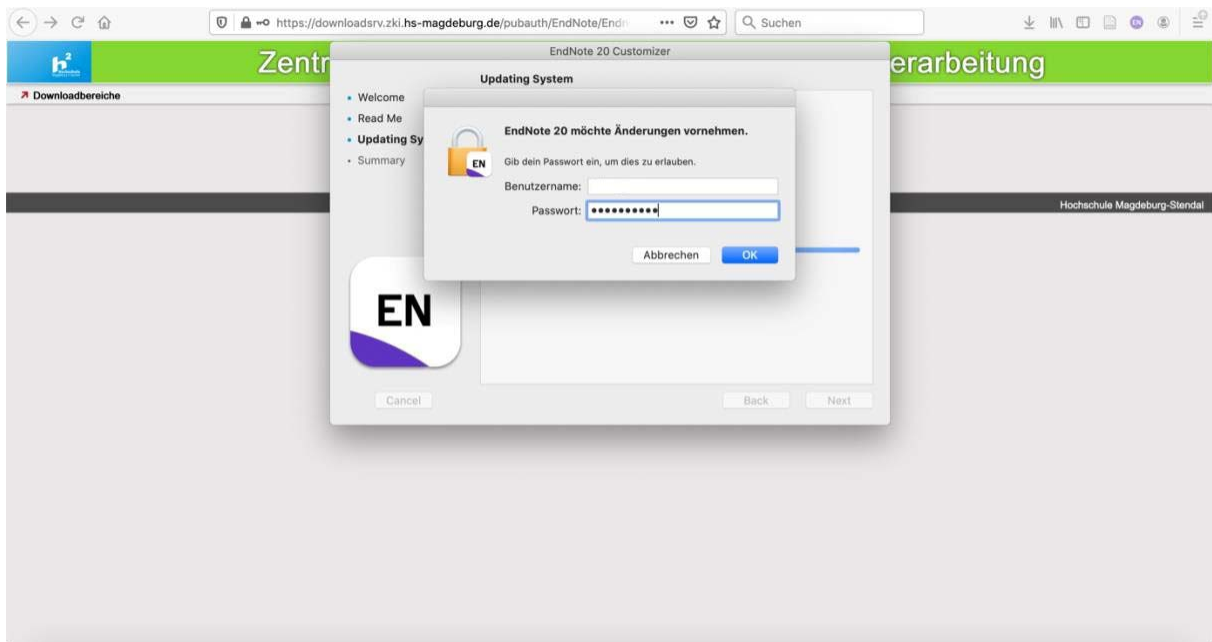 https://downloadsrv.zki.hs-magdeburg.de/pubauth/EndNote/Endn
Suchen
h²
Zentr
erarbeitung
EndNote 20 Customizer
Downloadbereiche
Updating System
Welcome
Read Me
Updating Sy
Summary
EndNote 20 möchte Änderungen vornehmen.
Gib dein Passwort ein, um dies zu erlauben.
Benutzername:
Passwort: ••••••••••
Abbrechen OK
EN
Hochschule Magdeburg-Stendal
EN
Cancel Back Next